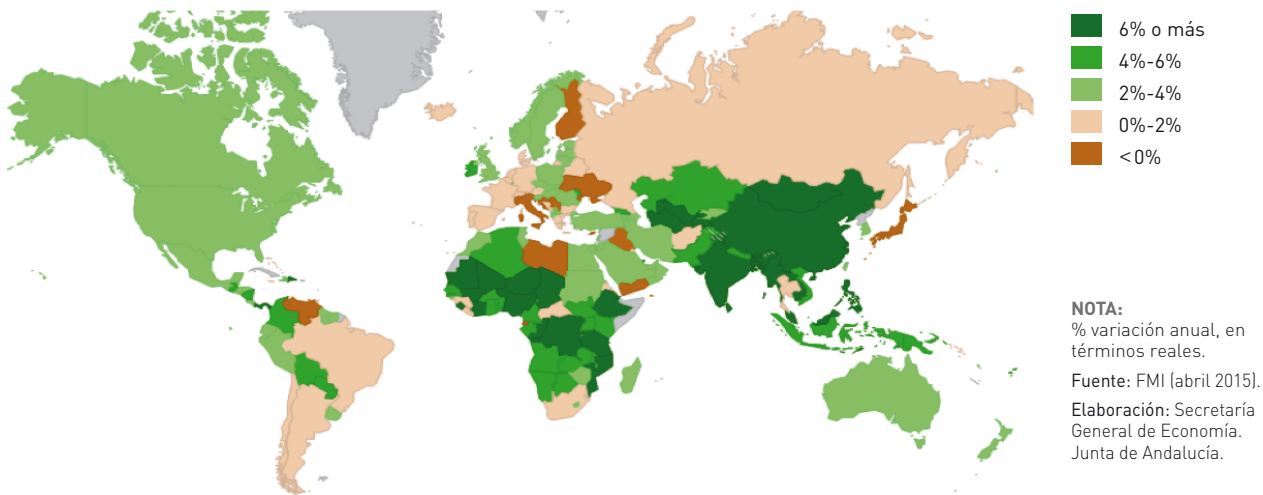 6% o más
4%-6%
2%-4%
0%-2%
<0%
NOTA:
% variación anual, en
términos reales.
Fuente: FMI (abril 2015).
Elaboración: Secretaría
General de Economía.
Junta de Andalucía.